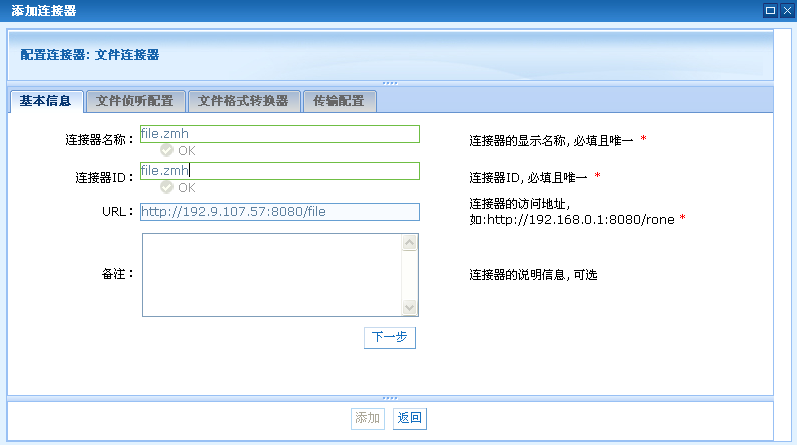 添加连接器
配置连接器: 文件连接器
基本信息 文件侦听配置 文件格式转换器 传输配置
连接器名称： file.zmh 连接器的显示名称, 必填且唯一 *
OK
连接器ID： file.zmh 连接器ID, 必填且唯一 *
OK
URL： http://192.9.107.57:8080/file 连接器的访问地址,
如:http://192.168.0.1:8080/rone *
备注： 连接器的说明信息, 可选
下一步
添加 返回